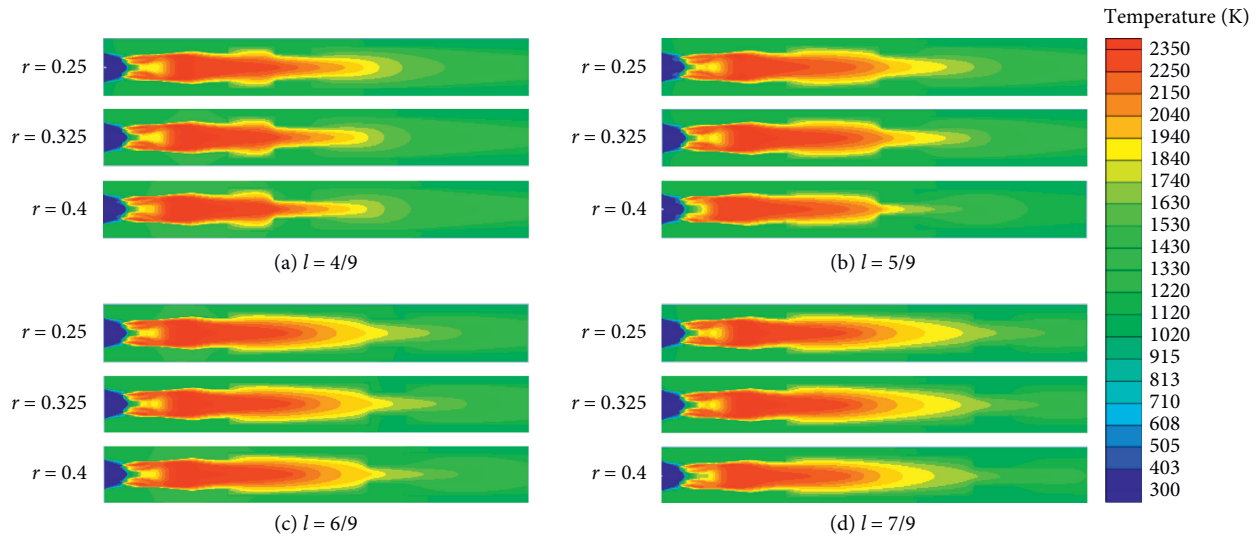 Temperature (K)
r = 0.25
r = 0.325
r = 0.4
(a) l = 4/9
r = 0.25
r = 0.325
r = 0.4
(b) l = 5/9
r = 0.25
r = 0.325
r = 0.4
(c) l = 6/9
r = 0.25
r = 0.325
r = 0.4
(d) l = 7/9
2350
2250
2150
2040
1940
1840
1740
1630
1530
1430
1330
1220
1120
1020
915
813
710
608
505
403
300